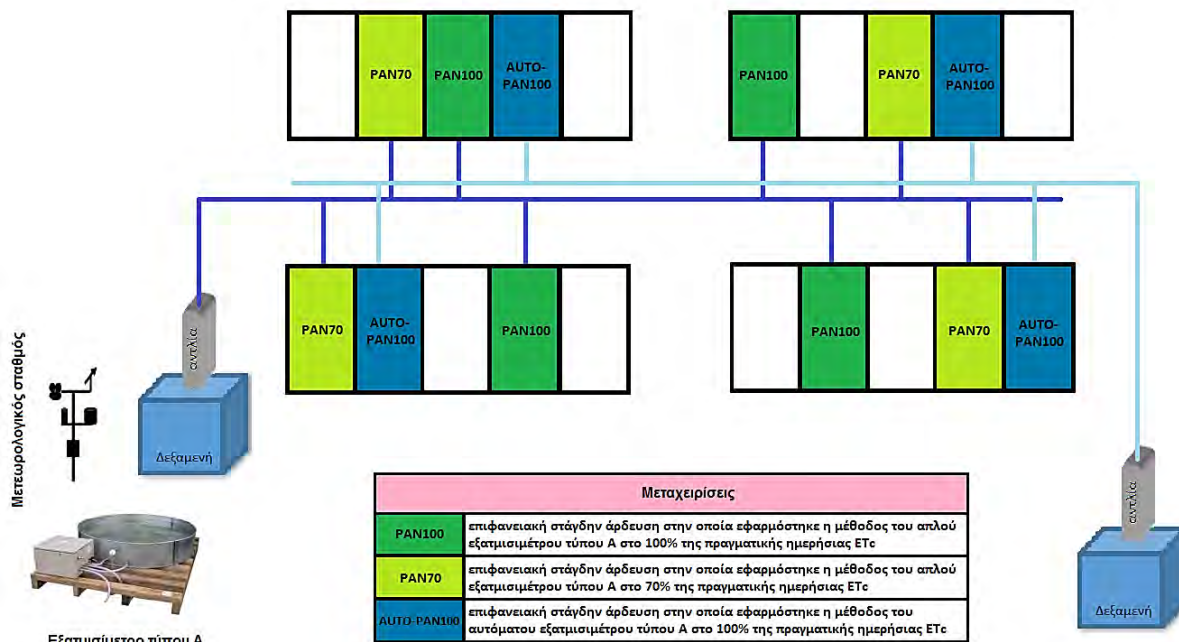 PAN70
PAN100
AUTO-
PAN100
PAN100
PAN70
AUTO-
PAN100
PAN70
AUTO-
PAN100
PAN100
PAN100
PAN70
AUTO-
PAN100
αντλία
Δεξαμενή
Μετεωρολογικός σταθμός
Εξατμισίμετρο τύπου Α
Μεταχειρίσεις
PAN100
επιφανειακή στάγδην άρδευση στην οποία εφαρμόστηκε η μέθοδος του απλού
εξατμισιμέτρου τύπου Α στο 100% της πραγματικής ημερήσιας ETc
PAN70
επιφανειακή στάγδην άρδευση στην οποία εφαρμόστηκε η μέθοδος του απλού
εξατμισιμέτρου τύπου Α στο 70% της πραγματικής ημερήσιας ETc
AUTO-PAN100
επιφανειακή στάγδην άρδευση στην οποία εφαρμόστηκε η μέθοδος του
αυτόματου εξατμισιμέτρου τύπου Α στο 100% της πραγματικής ημερήσιας ETc
αντλία
Δεξαμενή